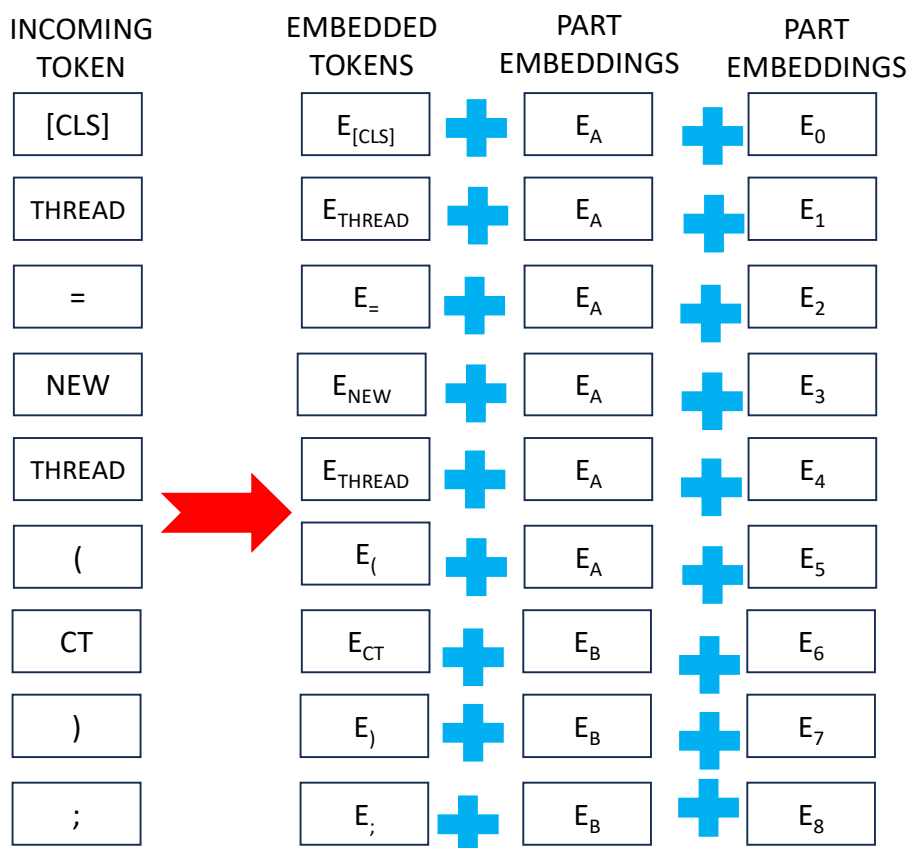 INCOMING TOKEN
EMBEDDED TOKENS
PART EMBEDDINGS
PART EMBEDDINGS
[CLS] E[CLS] EA E0
THREAD ETHREAD EA E1
= E= EA E2
NEW ENEW EA E3
THREAD ETHREAD EA E4
( E( EA E5
CT ECT EB E6
) E) EB E7
; E; EB E8